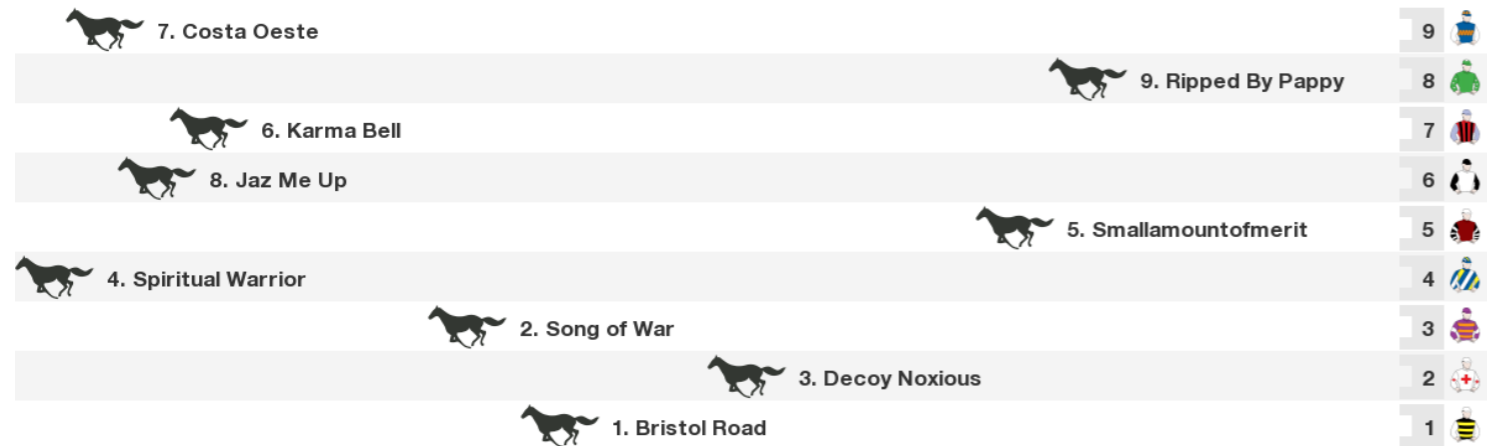 7. Costa Oeste 9
9. Ripped By Pappy 8
6. Karma Bell 7
8. Jaz Me Up 6
5. Smallamountofmerit 5
4. Spiritual Warrior 4
2. Song of War 3
3. Decoy Noxious 2
1. Bristol Road 1